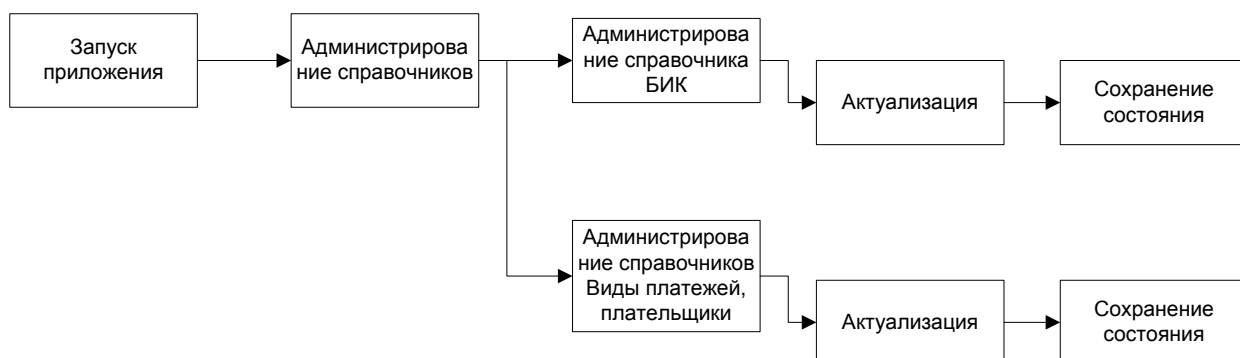 Запуск
приложения
Администрирова
ние справочников
Администрирова
ние справочника
БИК
Актуализация
Сохранение
состояния
Администрирова
ние справочников
Виды платежей,
плательщики
Актуализация
Сохранение
состояния